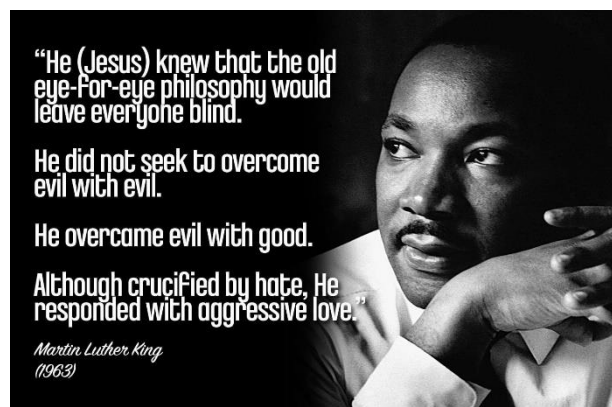 “He (Jesus) knew that the old
eye-for-eye philosophy would
leave everyone blind.
He did not seek to overcome
evil with evil.
He overcame evil with good.
Although crucified by hate, He
responded with aggressive love.”
Martin Luther King
(1963)